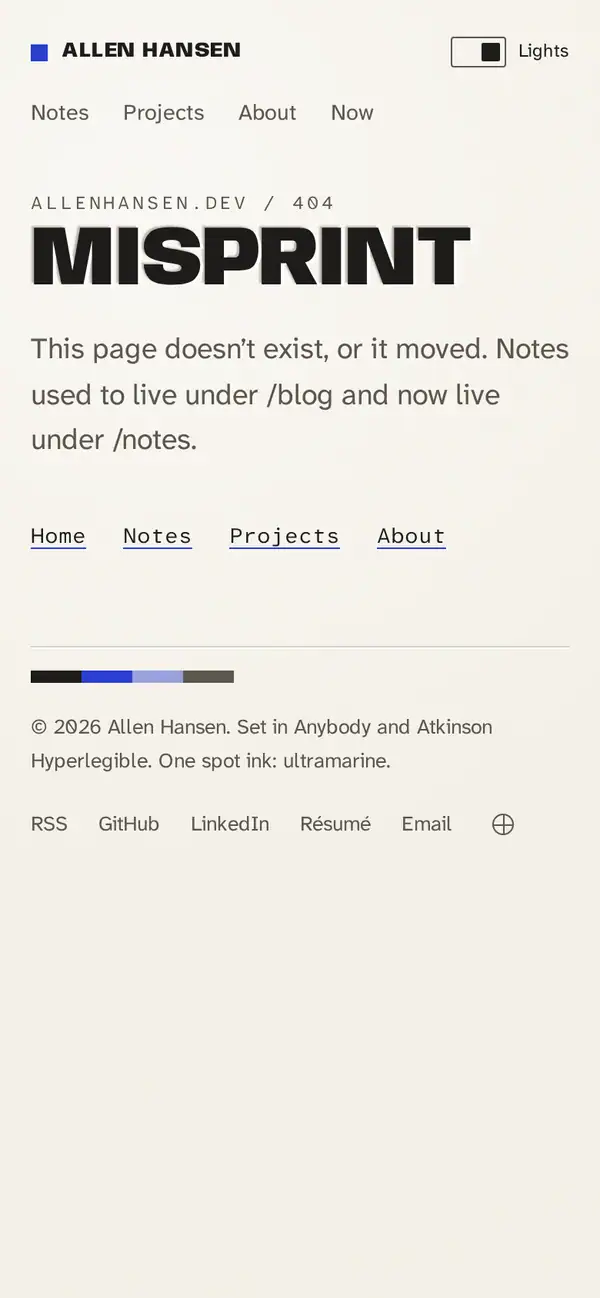 ALLEN HANSEN
Lights
Notes Projects About Now
ALLENHANSEN.DEV / 404
MISPRINT
This page doesn’t exist, or it moved. Notes
used to live under /blog and now live
under /notes.
Home Notes Projects About
© 2026 Allen Hansen. Set in Anybody and Atkinson
Hyperlegible. One spot ink: ultramarine.
RSS GitHub LinkedIn Résumé Email